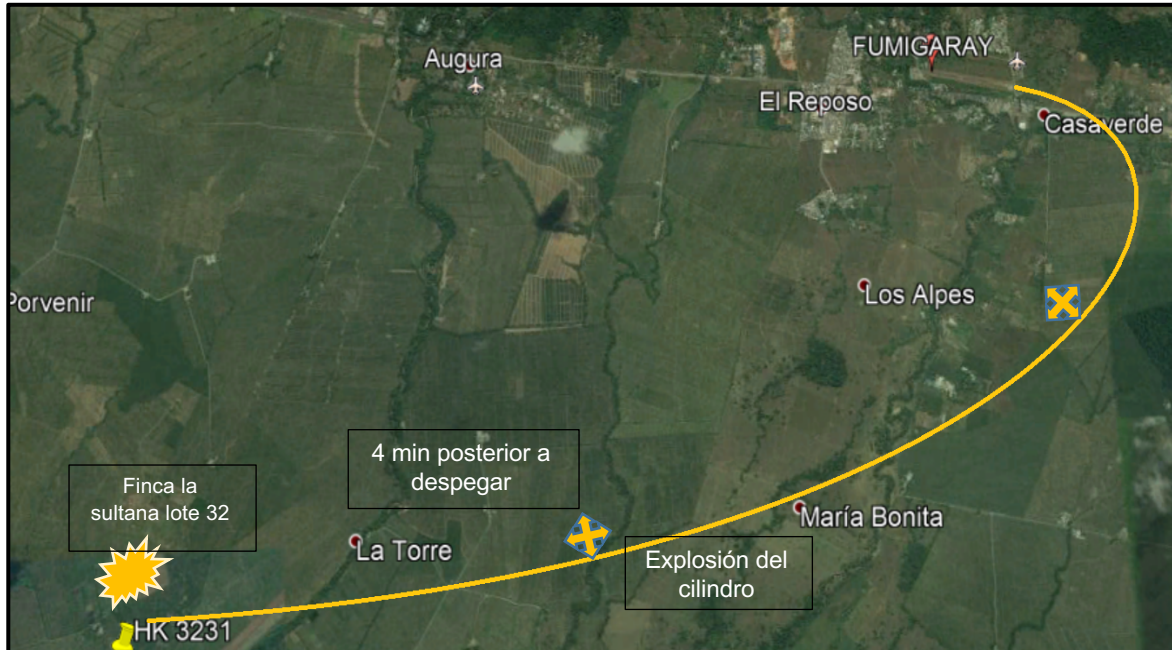 FUMIGARAY
Augura
El Reposo
Casaverde
Los Alpes
Porvenir
4 min posterior a
despegar
Finca la
sultana lote 32
María Bonita
La Torre
Explosión del
cilindro
HK 3231